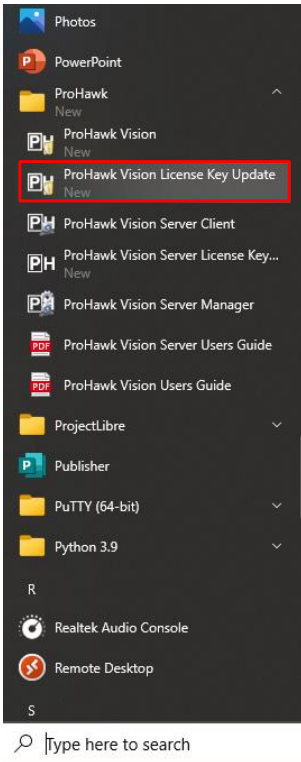 Photos
PowerPoint
ProHawk
New
ProHawk Vision
New
ProHawk Vision License Key Update
New
ProHawk Vision Server Client
ProHawk Vision Server License Key...
New
ProHawk Vision Server Manager
ProHawk Vision Server Users Guide
ProHawk Vision Users Guide
ProjectLibre
Publisher
PuTTY (64-bit)
Python 3.9
R
Realtek Audio Console
Remote Desktop
S
Type here to search